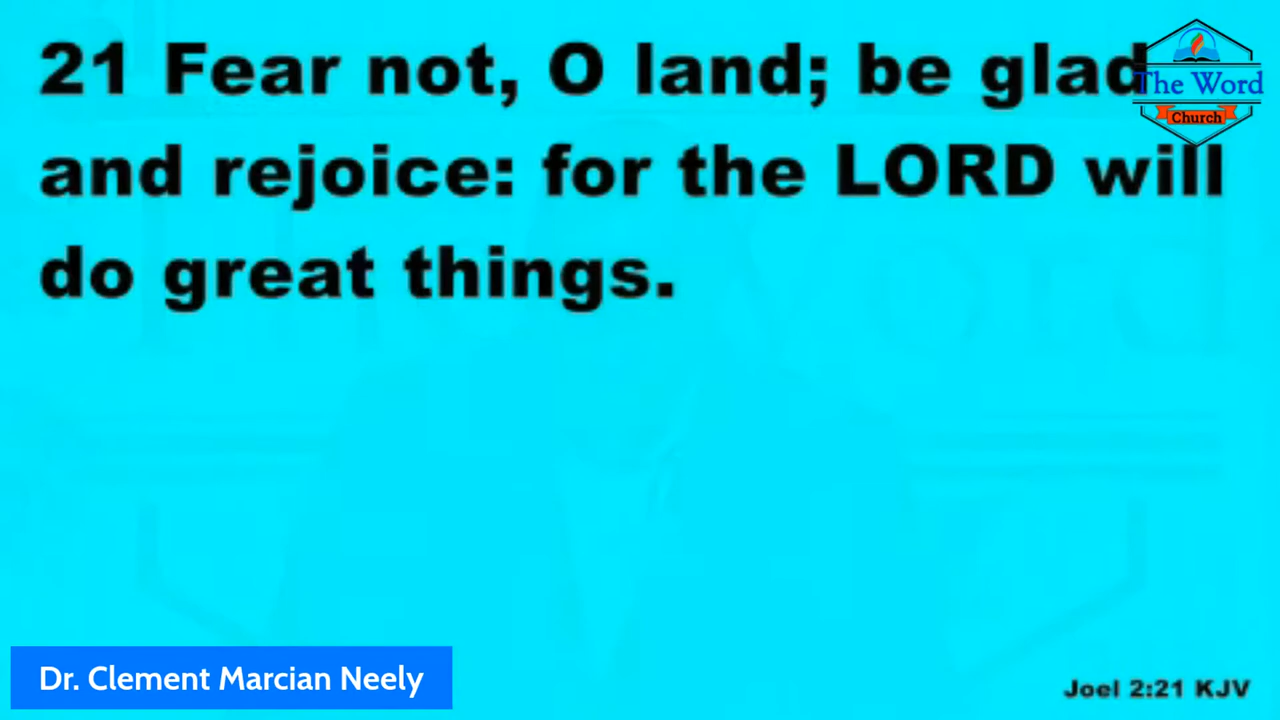 21 Fear not, O land; be glad
and rejoice: for the LORD will
do great things.
The Word
Church
Dr. Clement Marcian Neely
Joel 2:21 KJV